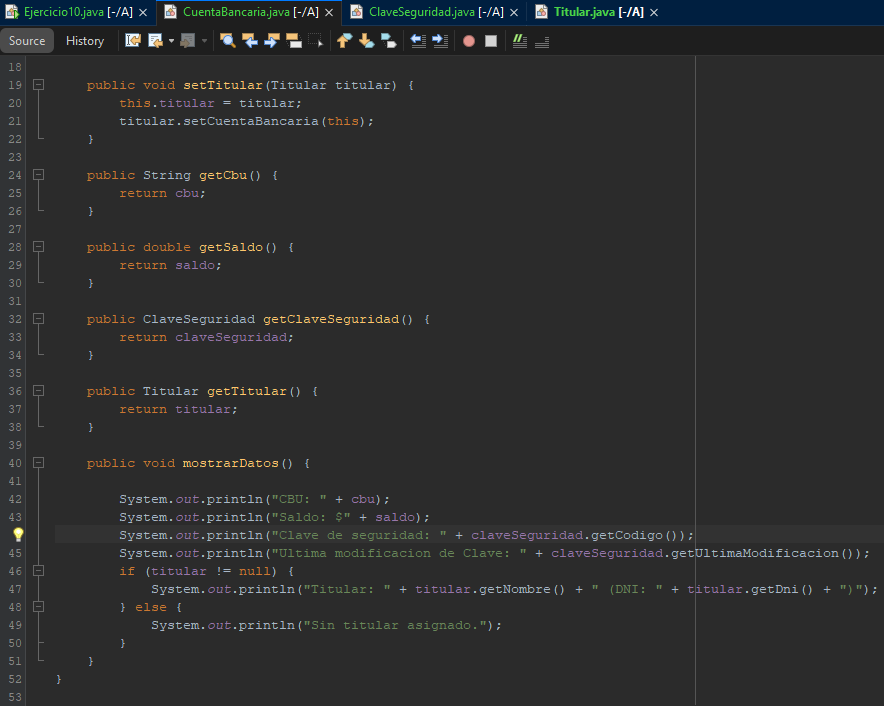 Ejercicio10.java [-/A] CuentaBancaria.java [-/A] ClaveSeguridad.java [-/A] Titular.java [-/A]
Source History
18
19 public void setTitular(Titular titular) {
20 this.titular = titular;
21 titular.setCuentaBancaria(this);
22 }
23
24 public String getCbu() {
25 return cbu;
26 }
27
28 public double getSaldo() {
29 return saldo;
30 }
31
32 public ClaveSeguridad getClaveSeguridad() {
33 return claveSeguridad;
34 }
35
36 public Titular getTitular() {
37 return titular;
38 }
39
40 public void mostrarDatos() {
41
42 System.out.println("CBU: " + cbu);
43 System.out.println("Saldo: $" + saldo);
System.out.println("Clave de seguridad: " + claveSeguridad.getCodigo());
45 System.out.println("Ultima modificacion de Clave: " + claveSeguridad.getUltimaModificacion());
46 if (titular != null) {
47 System.out.println("Titular: " + titular.getNombre() + " (DNI: " + titular.getDni() + ")");
48 } else {
49 System.out.println("Sin titular asignado.");
50 }
51 }
52 }
53